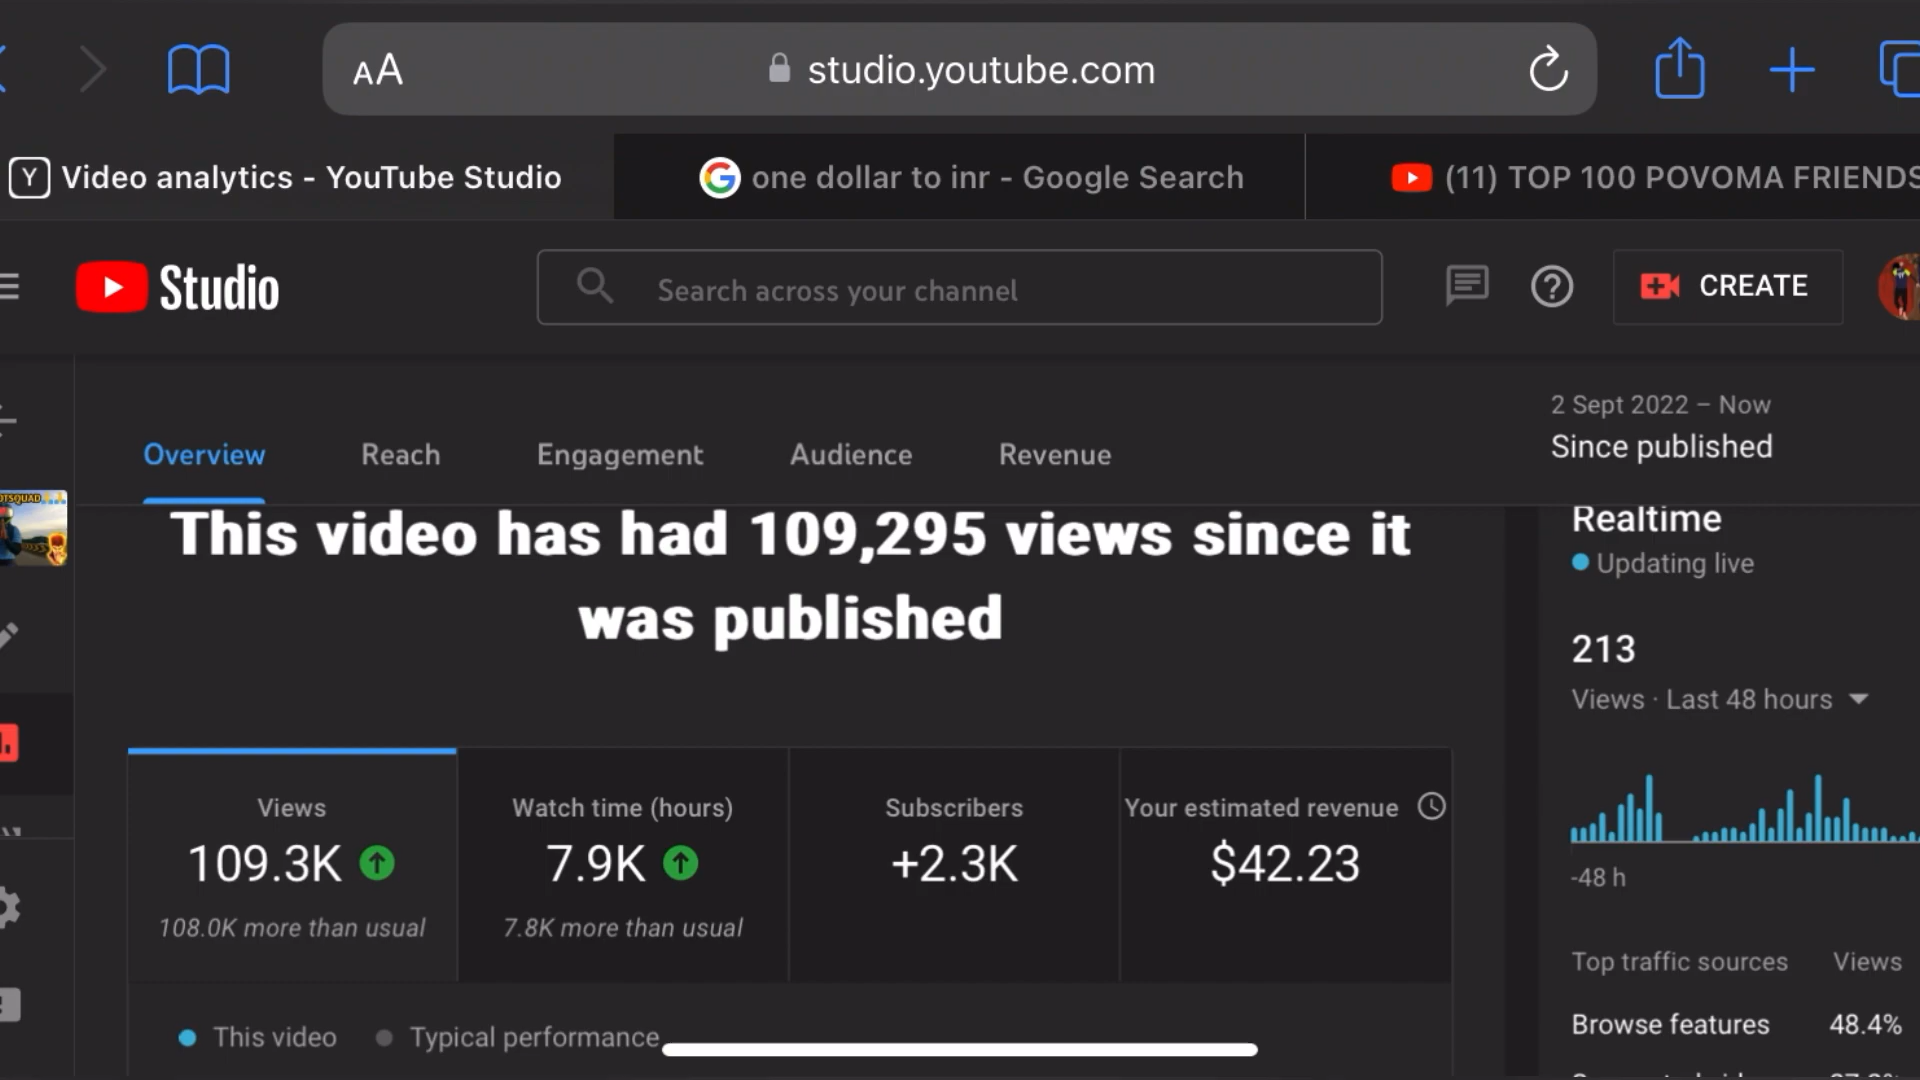 AA
studio.youtube.com
Y Video analytics - YouTube Studio
one dollar to inr - Google Search
(11) TOP 100 POVOMA FRIENDS
Studio
Search across your channel
CREATE
Overview
Reach
Engagement
Audience
Revenue
2 Sept 2022 – Now
Since published
This video has had 109,295 views since it
was published
Views
109.3K
108.0K more than usual
Watch time (hours)
7.9K
7.8K more than usual
Subscribers
+2.3K
Your estimated revenue
$42.23
This video
Typical performance
Realtime
Updating live
213
Views · Last 48 hours
-48 h
Top traffic sources
Views
Browse features
48.4%